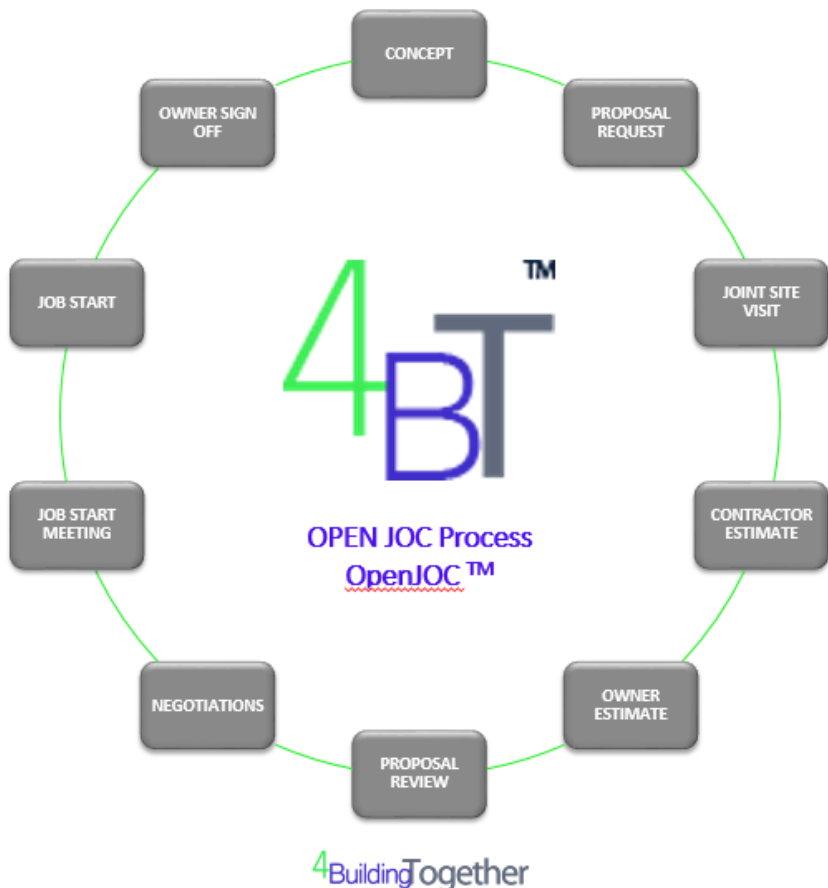 CONCEPT
PROPOSAL
REQUEST
JOINT SITE
VISIT
CONTRACTOR
ESTIMATE
OWNER
ESTIMATE
PROPOSAL
REVIEW
NEGOTIATIONS
JOB START
MEETING
JOB START
OWNER SIGN
OFF
4BT™
OPEN JOC Process
OpenJOC™
4BuildingTogether